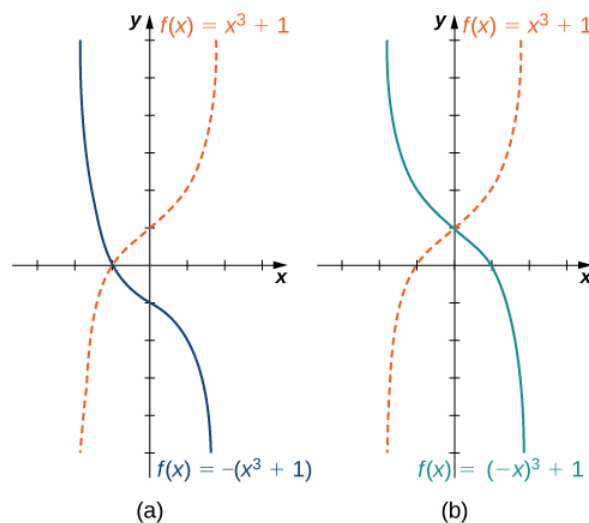 y
f(x) = x³ + 1
x
f(x) = –(x³ + 1)
(a)
y
f(x) = x³ + 1
x
f(x) = (–x)³ + 1
(b)